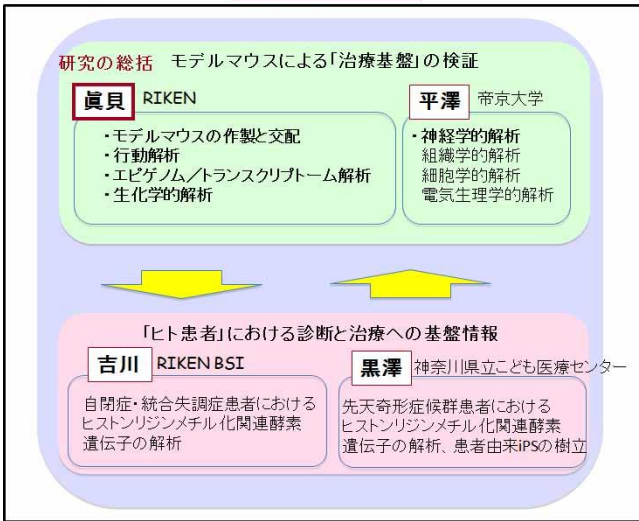 研究の総括 モデルマウスによる「治療基盤」の検証
眞貝 RIKEN
・モデルマウスの作製と交配
・行動解析
・エピゲノム／トランスクリプトーム解析
・生化学的解析
平澤 帝京大学
・神経学的解析
組織学的解析
細胞学的解析
電気生理学的解析
「ヒト患者」における診断と治療への基盤情報
吉川 RIKEN BSI
自閉症・統合失調症患者における
ヒストンリジンメチル化関連酵素
遺伝子の解析
黒澤 神奈川県立こども医療センター
先天奇形症候群患者における
ヒストンリジンメチル化関連酵素
遺伝子の解析、患者由来iPSの樹立